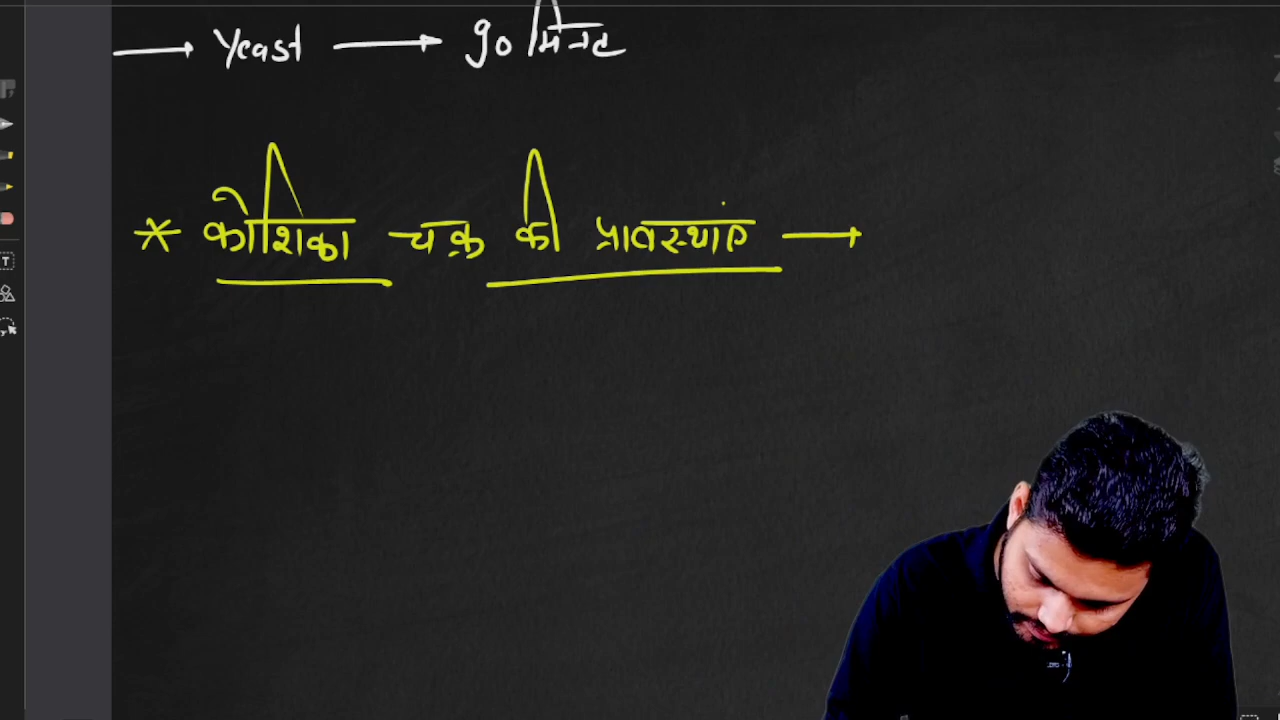 → Yeast → 90 मिनट
* कोशिका चक्र की प्रावस्थाएं →